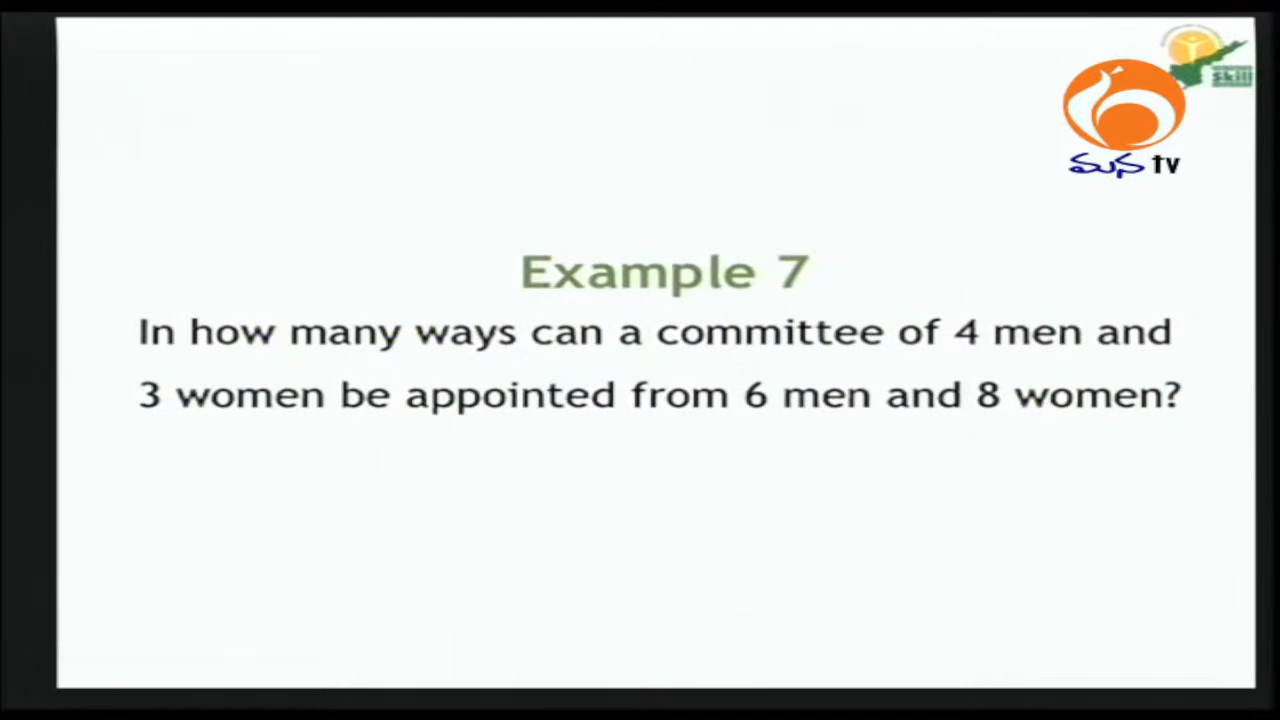 Skill
మన tv
Example 7
In how many ways can a committee of 4 men and
3 women be appointed from 6 men and 8 women?